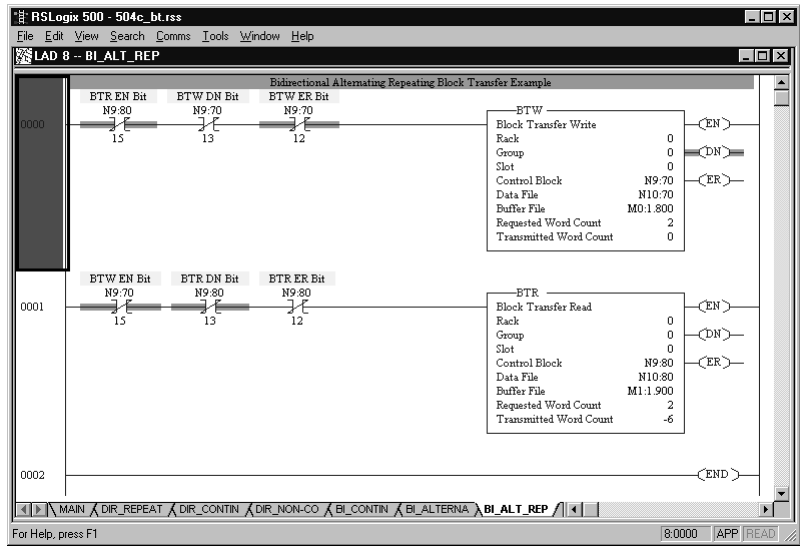 RSLogix 500 - 504c_bt.rss
File Edit View Search Comms Tools Window Help
LAD 8 -- BI_ALT_REP
Bidirectional Alternating Repeating Block Transfer Example
BTR EN Bit BTW DN Bit BTW ER Bit
N9:80 N9:70 N9:70
0000
15 13 12
BTW
Block Transfer Write
Rack 0
Group 0
Slot 0
Control Block N9:70
Data File N10:70
Buffer File M0:1.800
Requested Word Count 2
Transmitted Word Count 0
EN
DN
ER
BTW EN Bit BTR DN Bit BTR ER Bit
N9:70 N9:80 N9:80
0001
15 13 12
BTR
Block Transfer Read
Rack 0
Group 0
Slot 0
Control Block N9:80
Data File N10:80
Buffer File M1:1.900
Requested Word Count 2
Transmitted Word Count -6
EN
DN
ER
0002
END
MAIN DIR_REPEAT DIR_CONTIN DIR_NON-CO BI_CONTIN BI_ALTERNA BI_ALT_REP
For Help, press F1 8:0000 APP READ